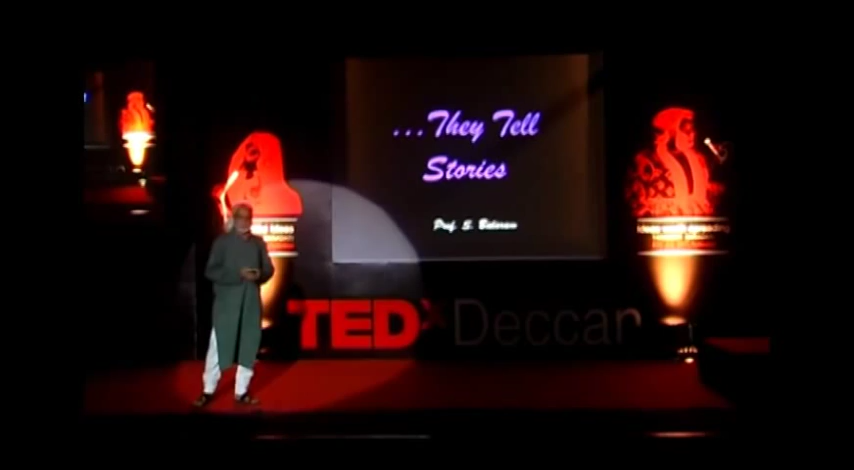 ...They Tell
Stories
Prof. S. Balaram
TEDx Deccan